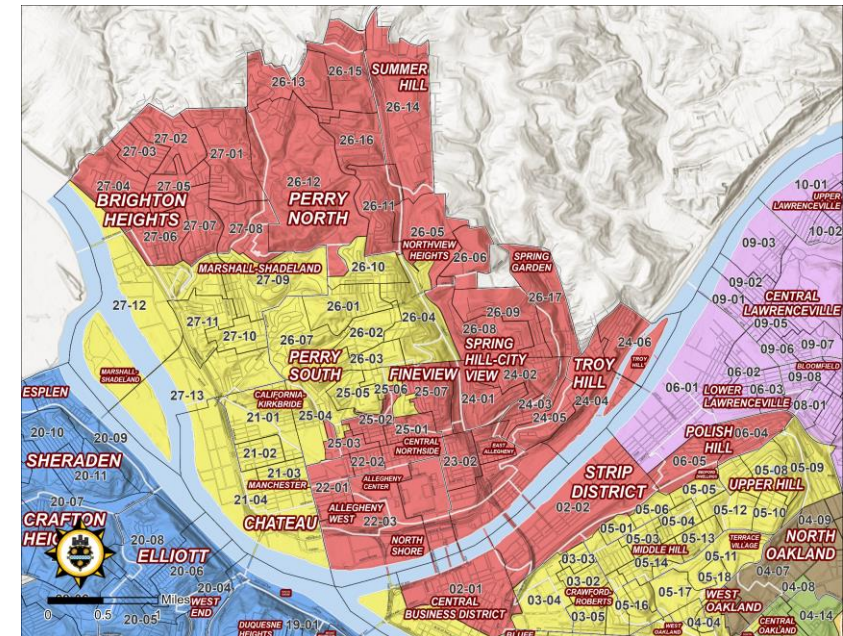 26-15
SUMMER
HILL
26-13
26-14
27-02
27-03
27-01
26-16
27-04
27-05
26-12
BRIGHTON
HEIGHTS
PERRY
NORTH
26-11
27-07
27-08
27-06
26-05
NORTHVIEW
HEIGHTS
26-06
SPRING
GARDEN
10-01
UPPER
LAWRENCEVILLE
10-02
09-03
MARSHALL-SHADELAND
27-09
26-10
09-02
09-01
CENTRAL
LAWRENCEVILLE
09-05
27-12
26-01
26-04
26-17
26-09
26-08
27-11
27-10
26-07
26-02
SPRING
HILL-CITY
VIEW
24-06
09-06
09-07
MARSHALL-
SHADELAND
PERRY
SOUTH
26-03
FINEVIEW
24-02
TROY
HILL
TROY
HILL
BLOOMFIELD
06-02
09-08
ESPLEN
27-13
CALIFORNIA-
KIRKBRIDE
25-05
25-06
25-07
24-01
24-03
24-04
06-01
LOWER
LAWRENCEVILLE
06-03
08-01
21-01
25-04
25-02
24-05
20-10
20-09
25-03
25-01
CENTRAL
NORTHSIDE
EAST
ALLEGHENY
POLISH
HILL
06-04
SHERADEN
20-11
21-02
22-02
23-02
06-05
21-03
MANCHESTER
22-01
ALLEGHENY
CENTER
STRIP
DISTRICT
05-08
05-09
UPPER HILL
05-05
20-07
21-04
CRAFTON
HEIG
CHATEAU
ALLEGHENY
WEST
22-03
02-02
05-06
05-01
05-04
05-12
05-10
04-09
NORTH
OAKLAND
20-08
ELLIOTT
NORTH
SHORE
05-03
05-13
MIDDLE HILL
05-14
TERRACE
VILLAGE
05-11
03-03
04-07
20-06
20-04
02-01
03-02
CRAWFORD-
ROBERTS
05-18
04-08
0
0.5
1 Miles
WEST
END
CENTRAL
BUSINESS DISTRICT
03-04
05-16
05-17
WEST
OAKLAND
20-05
DUQUESNE
HEIGHTS
19-01
BLUFF
03-05
WEST
OAKLAND
04-04
CENTRAL
OAKLAND
04-14